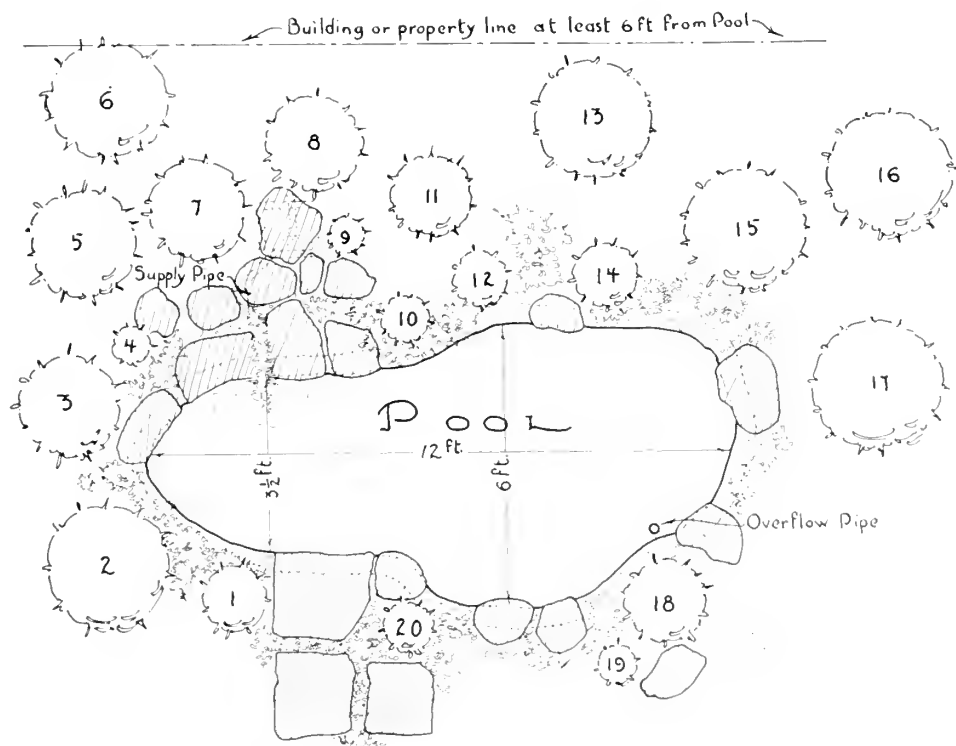 Building or property line at least 6ft from Pool
6
8
13
11
16
7
5
15
9
Supply Pipe
12
14
10
4
3
17
POOL
12 ft.
3½ ft.
6 ft.
Overflow Pipe
2
1
18
20
19